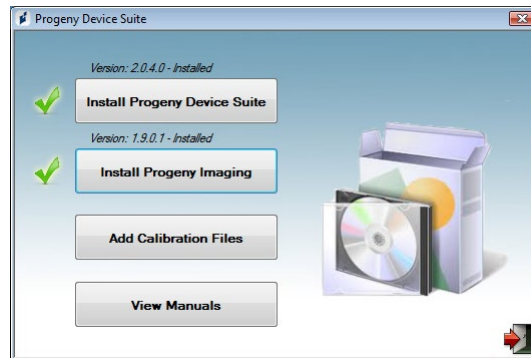 Progeny Device Suite
Version: 2.0.4.0 - Installed
Install Progeny Device Suite
Version: 1.9.0.1 - Installed
Install Progeny Imaging
Add Calibration Files
View Manuals